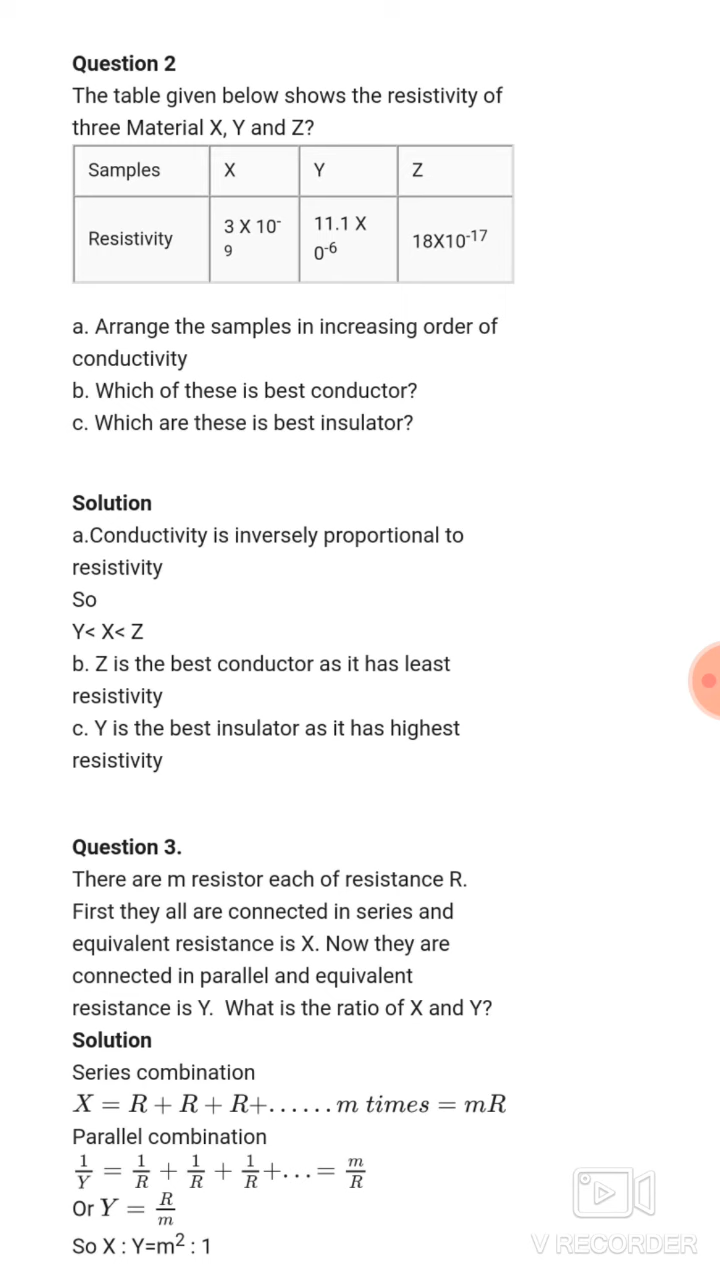 Question 2
The table given below shows the resistivity of
three Material X, Y and Z?
Samples X Y Z
Resistivity 3 X 10⁻9 11.1 X 0⁻⁶ 18X10⁻¹⁷
a. Arrange the samples in increasing order of
conductivity
b. Which of these is best conductor?
c. Which are these is best insulator?
Solution
a.Conductivity is inversely proportional to
resistivity
So
Y< X< Z
b. Z is the best conductor as it has least
resistivity
c. Y is the best insulator as it has highest
resistivity
Question 3.
There are m resistor each of resistance R.
First they all are connected in series and
equivalent resistance is X. Now they are
connected in parallel and equivalent
resistance is Y.  What is the ratio of X and Y?
Solution
Series combination
X = R + R + R+...... m times = mR
Parallel combination
1/Y = 1/R + 1/R + 1/R+... = m/R
Or Y = R/m
So X : Y=m² : 1
V RECORDER